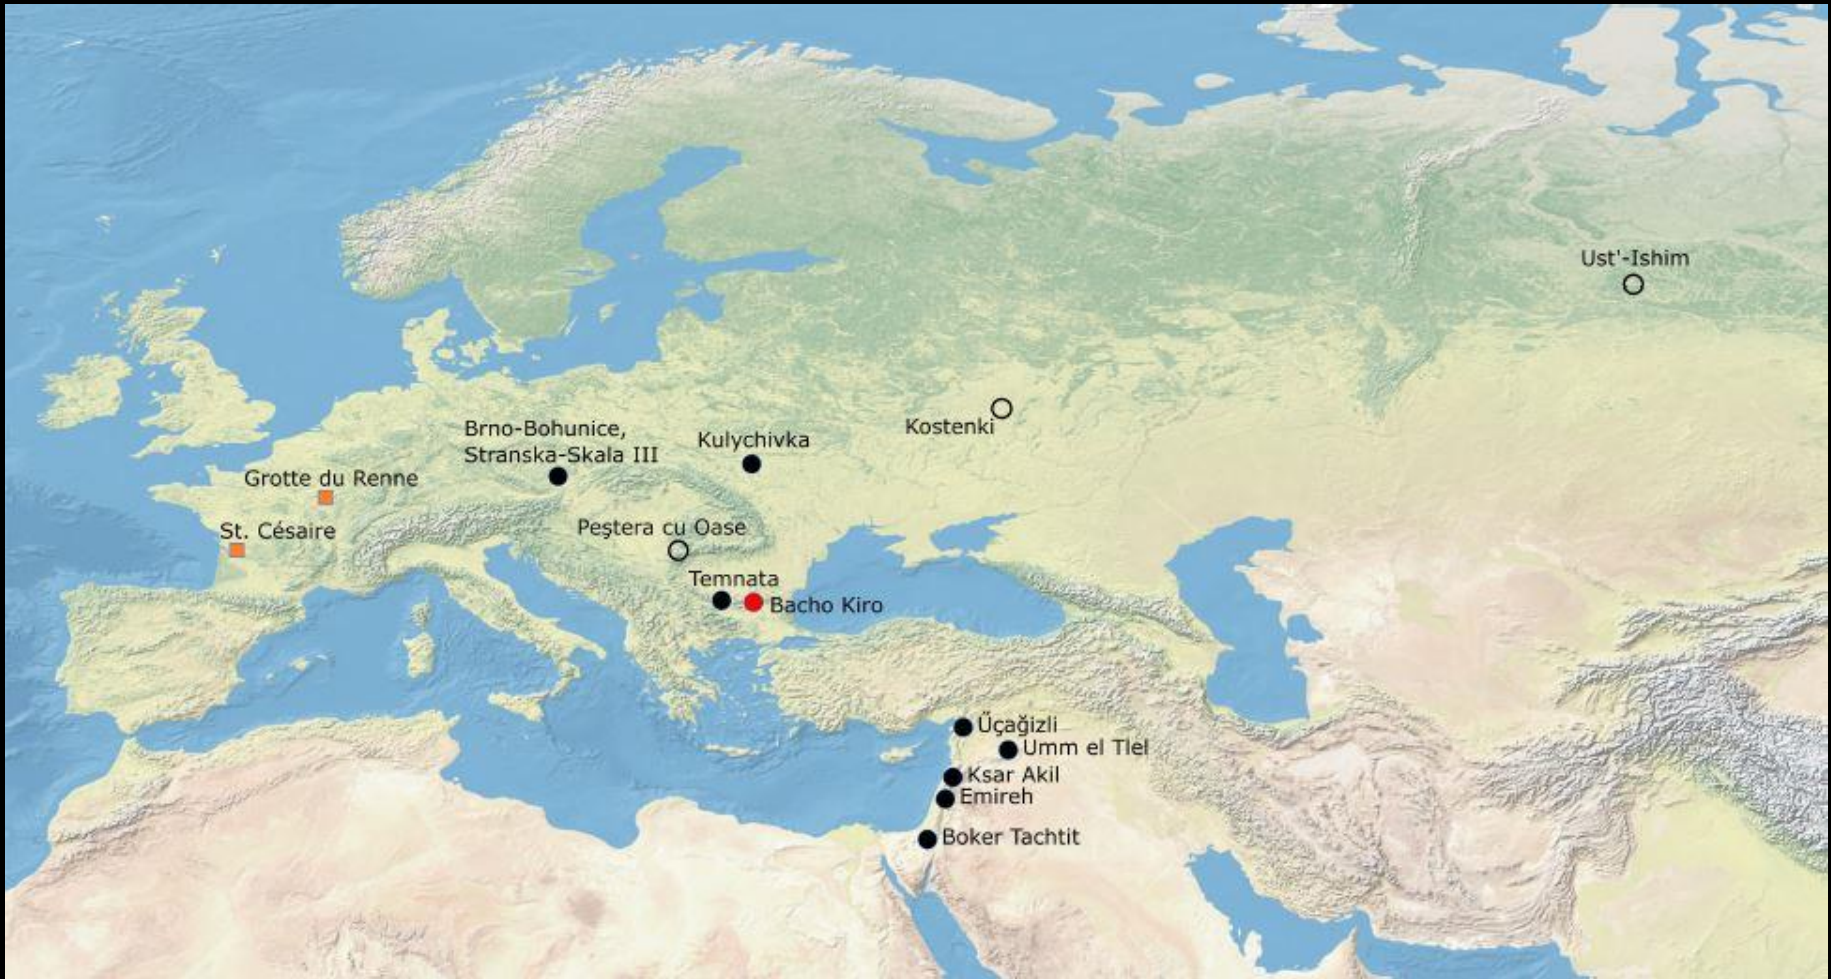 Ust'-Ishim
Kostenki
Brno-Bohunice,
Stranska-Skala III
Kulychivka
Grotte du Renne
St. Césaire
Peştera cu Oase
Temnata
Bacho Kiro
Üçağizli
Umm el Tlel
Ksar Akil
Emireh
Boker Tachtit